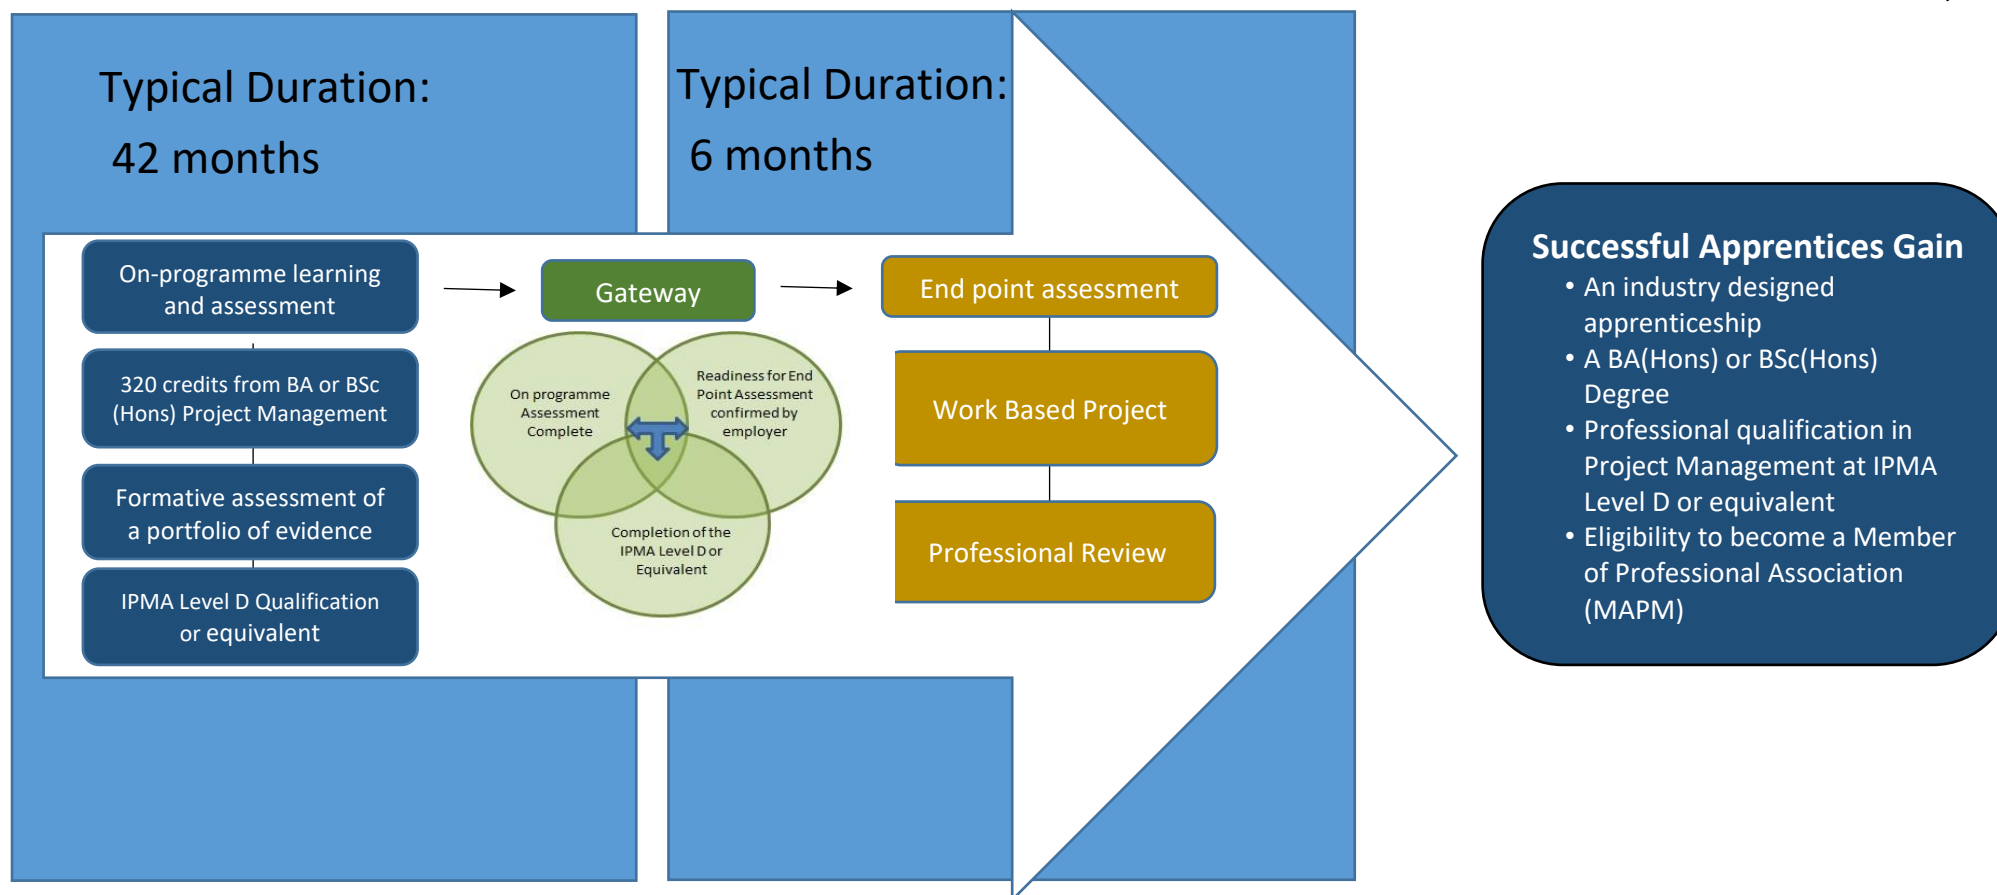 Typical Duration:
42 months
Typical Duration:
6 months
On-programme learning
and assessment
320 credits from BA or BSc
(Hons) Project Management
Formative assessment of
a portfolio of evidence
IPMA Level D Qualification
or equivalent
Gateway
On programme
Assessment
Complete
Readiness for End
Point Assessment
confirmed by
employer
Completion of the
IPMA Level D or
Equivalent
End point assessment
Work Based Project
Professional Review
Successful Apprentices Gain
• An industry designed
apprenticeship
• A BA(Hons) or BSc(Hons)
Degree
• Professional qualification in
Project Management at IPMA
Level D or equivalent
• Eligibility to become a Member
of Professional Association
(MAPM)